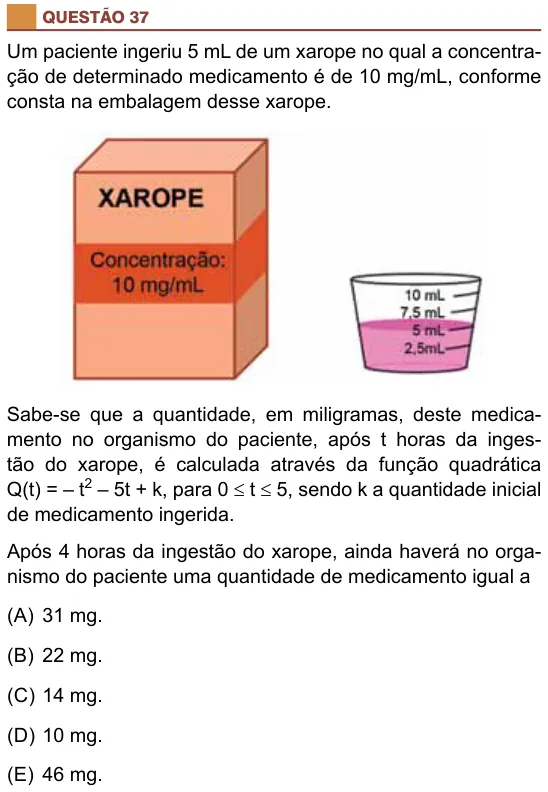 QUESTÃO 37
Um paciente ingeriu 5 mL de um xarope no qual a concentra-
ção de determinado medicamento é de 10 mg/mL, conforme
consta na embalagem desse xarope.
XAROPE
Concentração:
10 mg/mL
10 mL
7,5 mL
5 mL
2,5mL
Sabe-se que a quantidade, em miligramas, deste medica-
mento no organismo do paciente, após t horas da inges-
tão do xarope, é calculada através da função quadrática
Q(t) = – t² – 5t + k, para 0 ≤ t ≤ 5, sendo k a quantidade inicial
de medicamento ingerida.
Após 4 horas da ingestão do xarope, ainda haverá no orga-
nismo do paciente uma quantidade de medicamento igual a
(A) 31 mg.
(B) 22 mg.
(C) 14 mg.
(D) 10 mg.
(E) 46 mg.